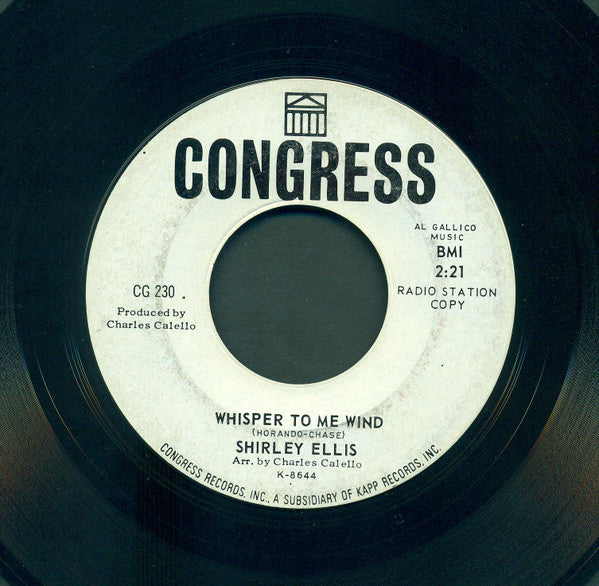 CONGRESS
AL GALLICO
MUSIC
BMI
2:21
RADIO STATION
COPY
CG 230 .
Produced by
Charles Calello
WHISPER TO ME WIND
(HORANDO-CHASE)
SHIRLEY ELLIS
Arr. by Charles Calello
K-8644
CONGRESS RECORDS, INC., A SUBSIDIARY OF KAPP RECORDS, INC.